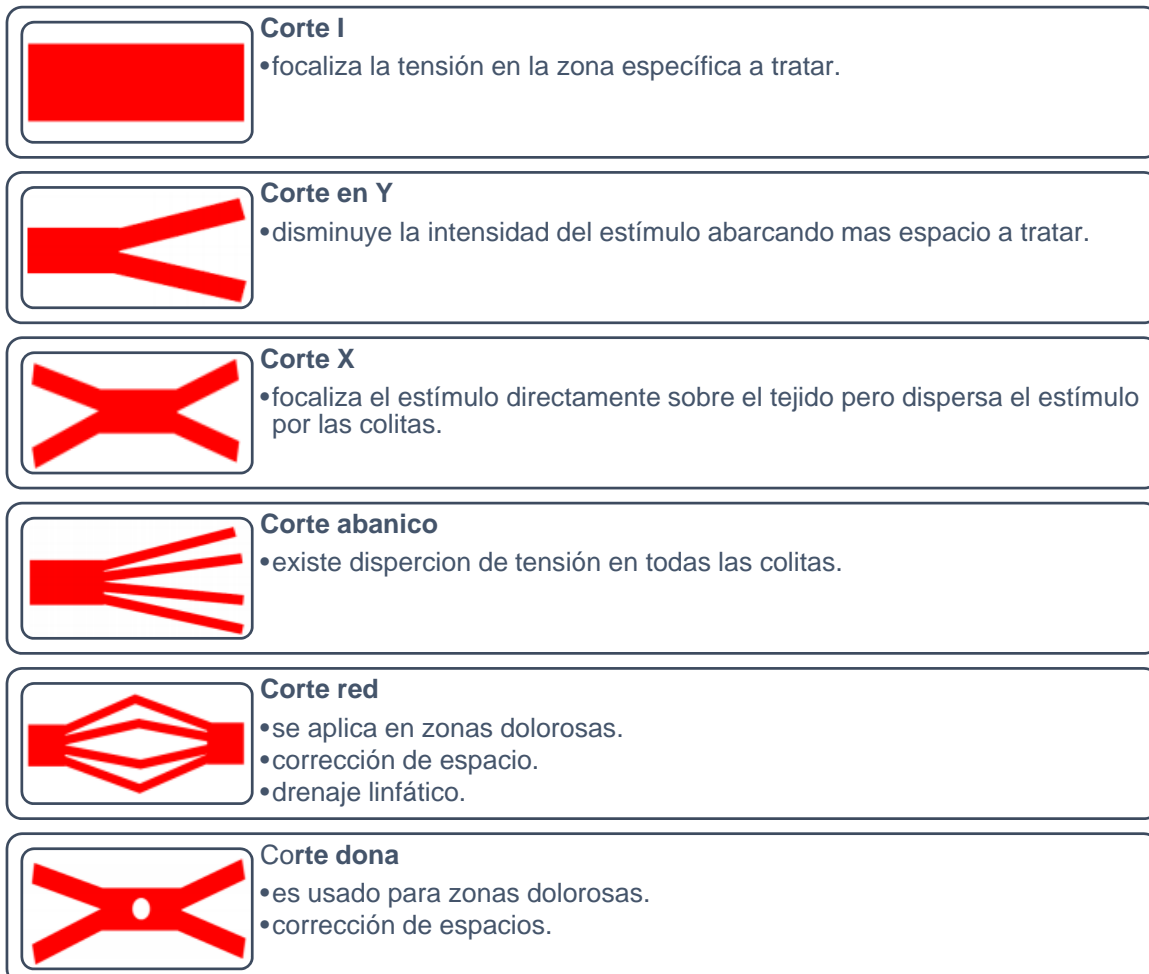 Corte I
•focaliza la tensión en la zona específica a tratar.
Corte en Y
•disminuye la intensidad del estímulo abarcando mas espacio a tratar.
Corte X
•focaliza el estímulo directamente sobre el tejido pero dispersa el estímulo
por las colitas.
Corte abanico
•existe dispercion de tensión en todas las colitas.
Corte red
•se aplica en zonas dolorosas.
•corrección de espacio.
•drenaje linfático.
Corte dona
•es usado para zonas dolorosas.
•corrección de espacios.